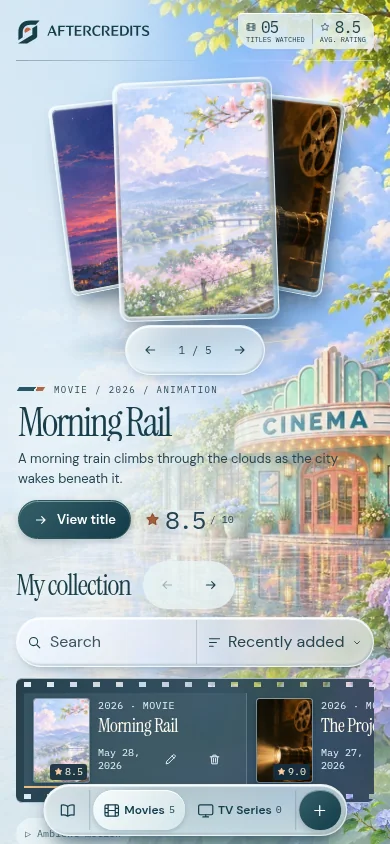 AFTERCREDITS
05
TITLES WATCHED
8.5
AVG. RATING
1 / 5
MOVIE / 2026 / ANIMATION
Morning Rail
CINEMA
A morning train climbs through the clouds as the city
wakes beneath it.
View title
8.5 / 10
My collection
Search
Recently added
2026 · MOVIE
Morning Rail
May 28,
2026
8.5
2026 · M
The Proj
May 27,
2026
9.0
Movies 5
TV Series 0